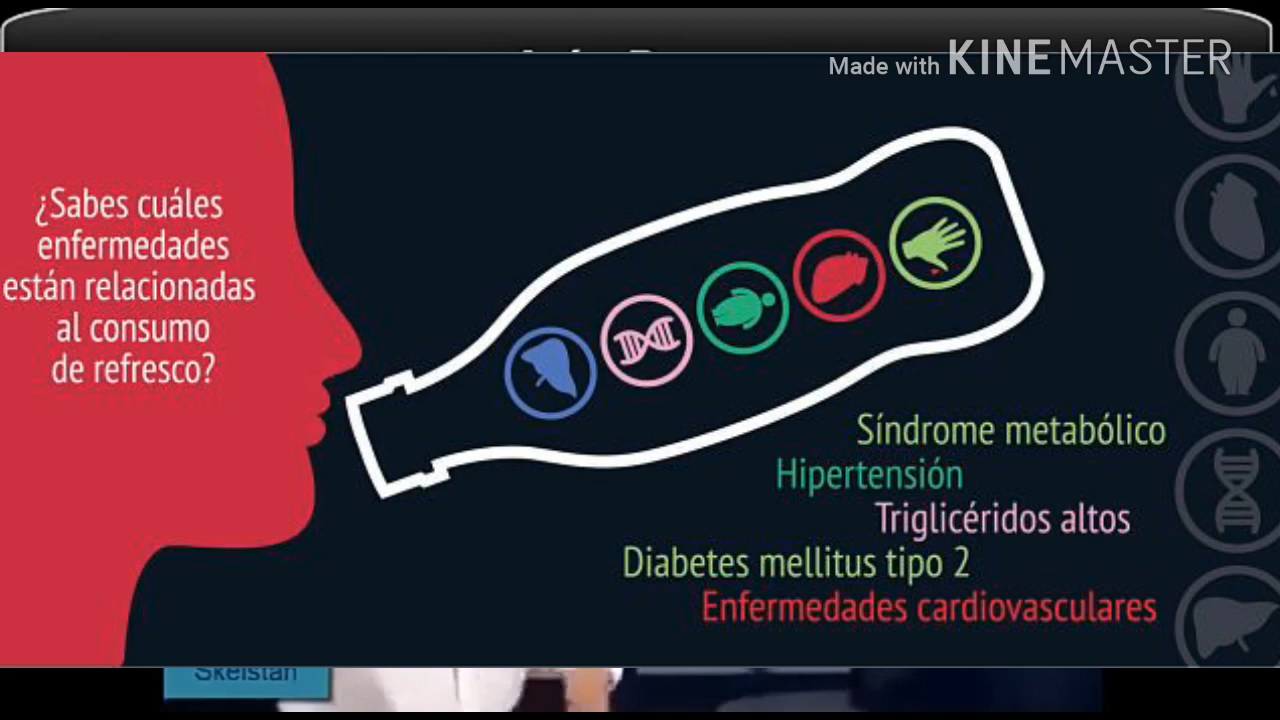 Made with KINEMASTER
¿Sabes cuáles
enfermedades
están relacionadas
al consumo
de refresco?
Síndrome metabólico
Hipertensión
Triglicéridos altos
Diabetes mellitus tipo 2
Enfermedades cardiovasculares